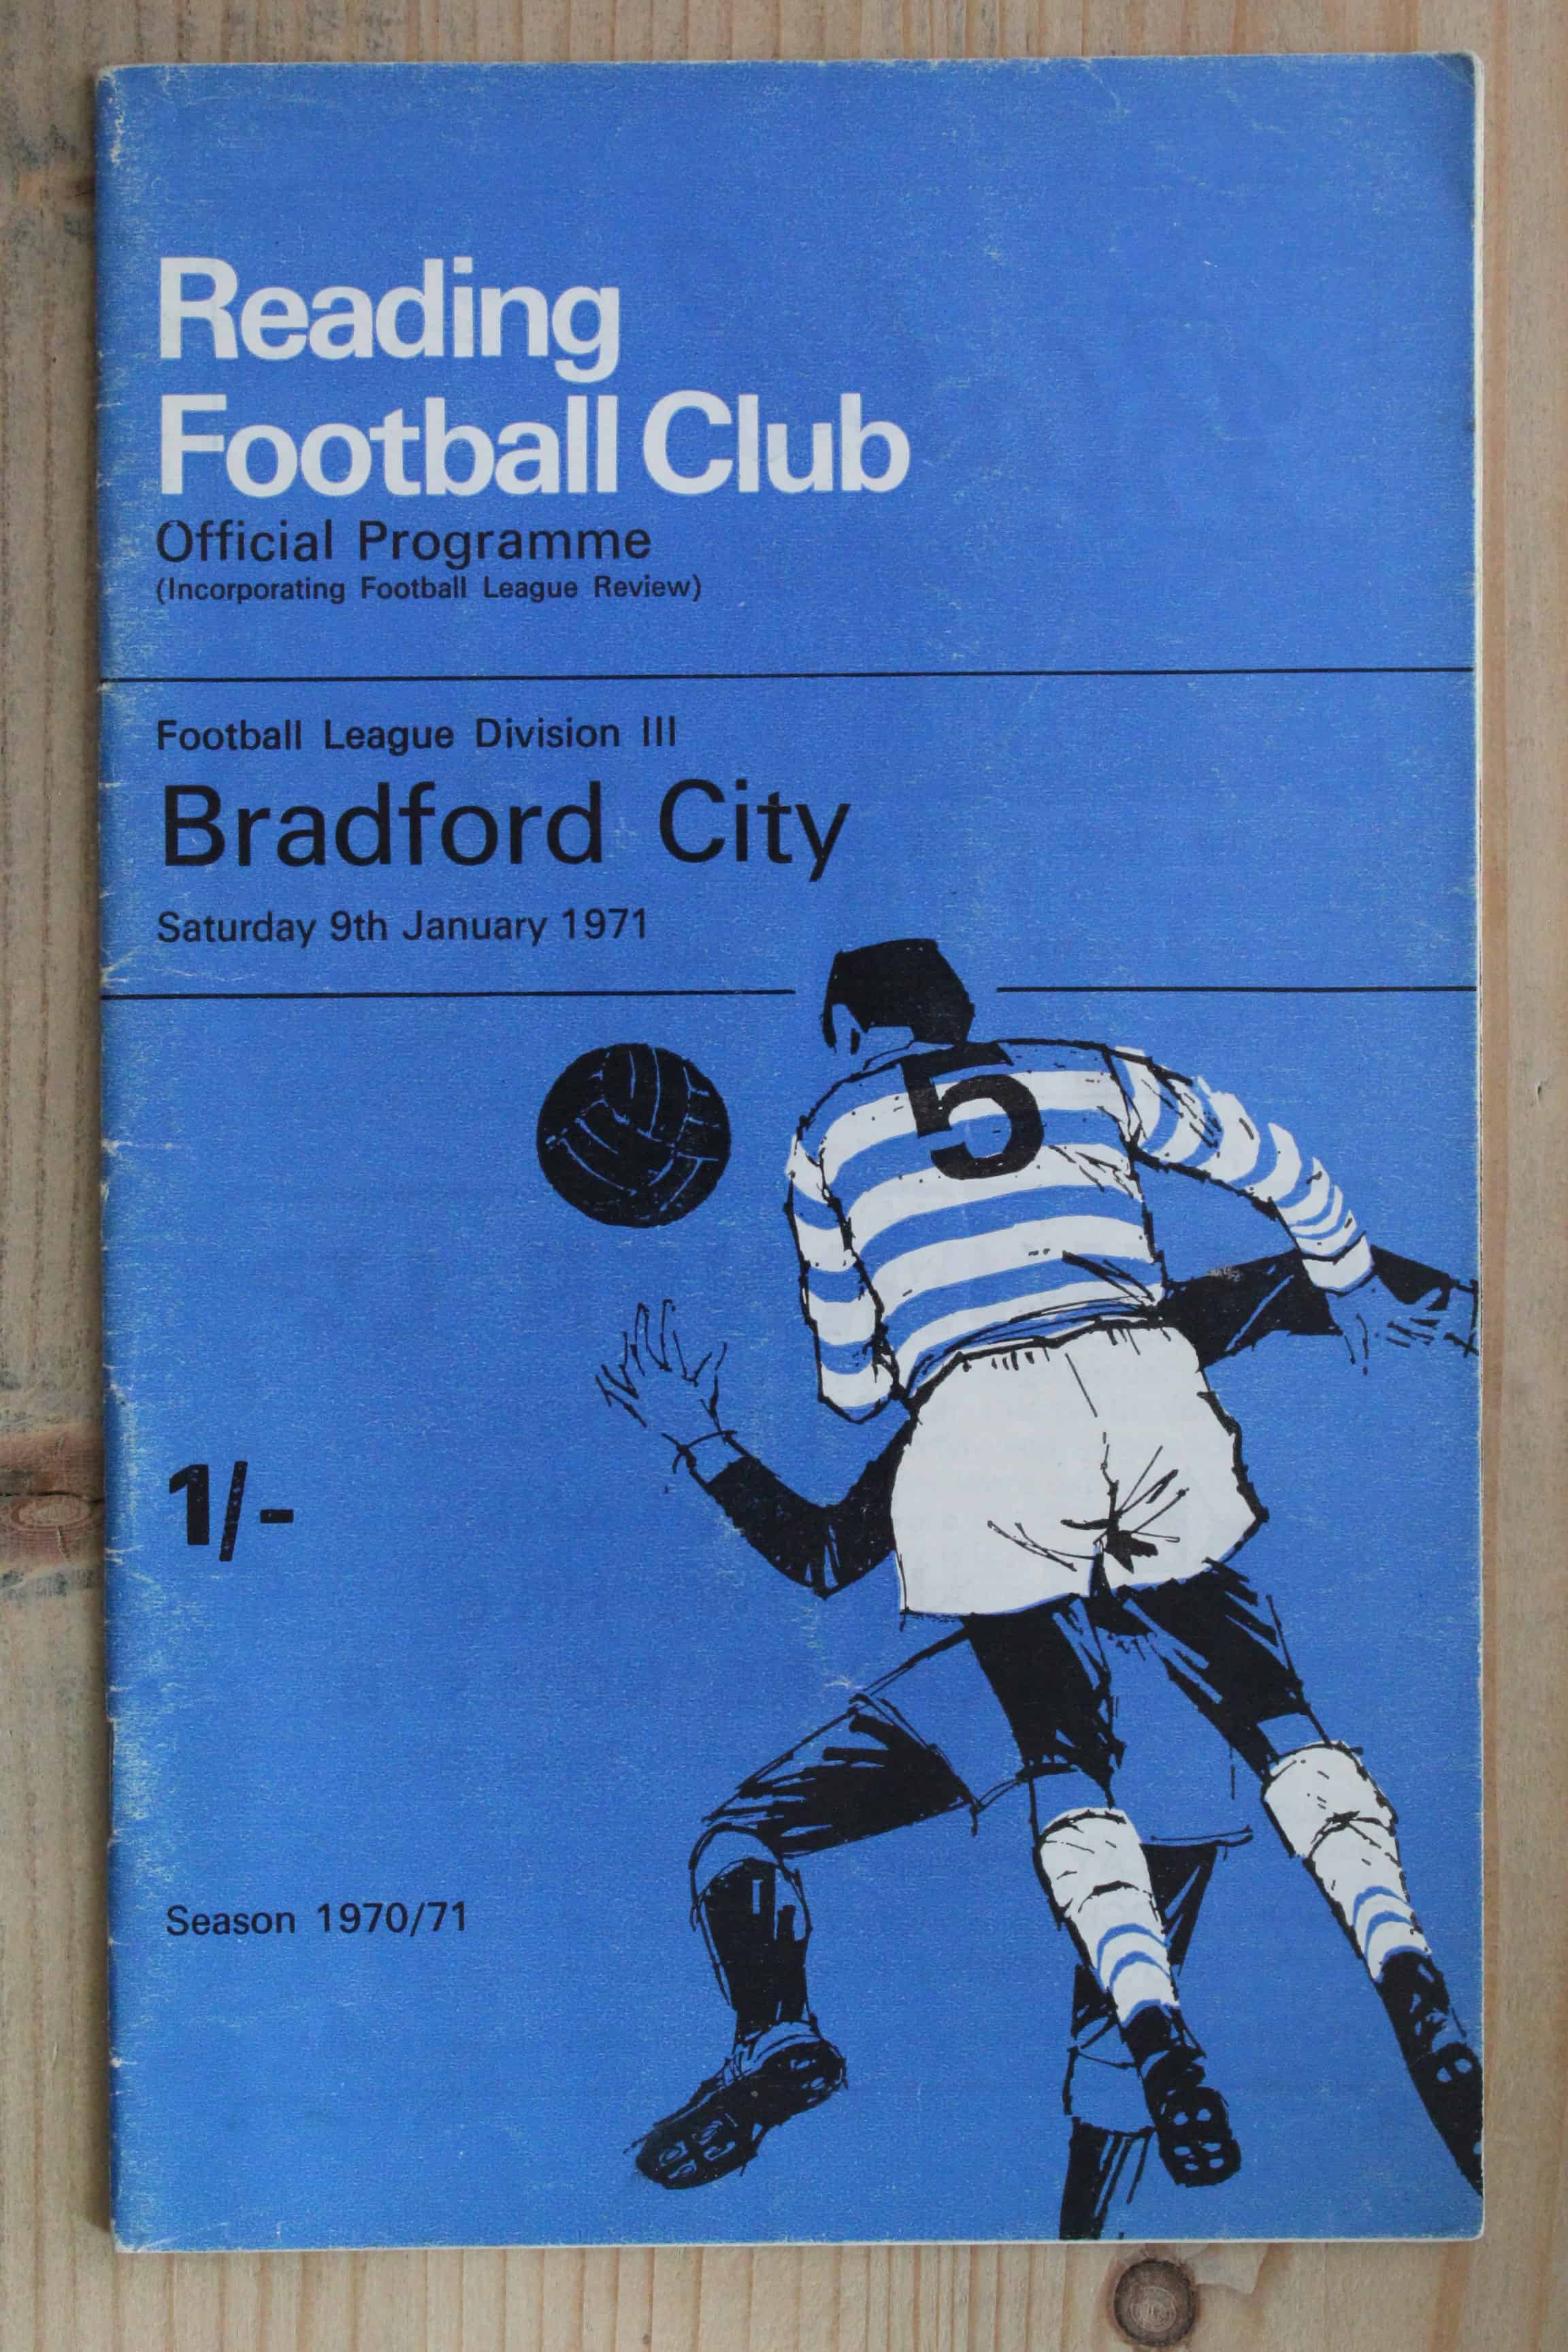 Reading
Football Club
Official Programme
(Incorporating Football League Review)
Football League Division III
Bradford City
Saturday 9th January 1971
5
1/-
Season 1970/71